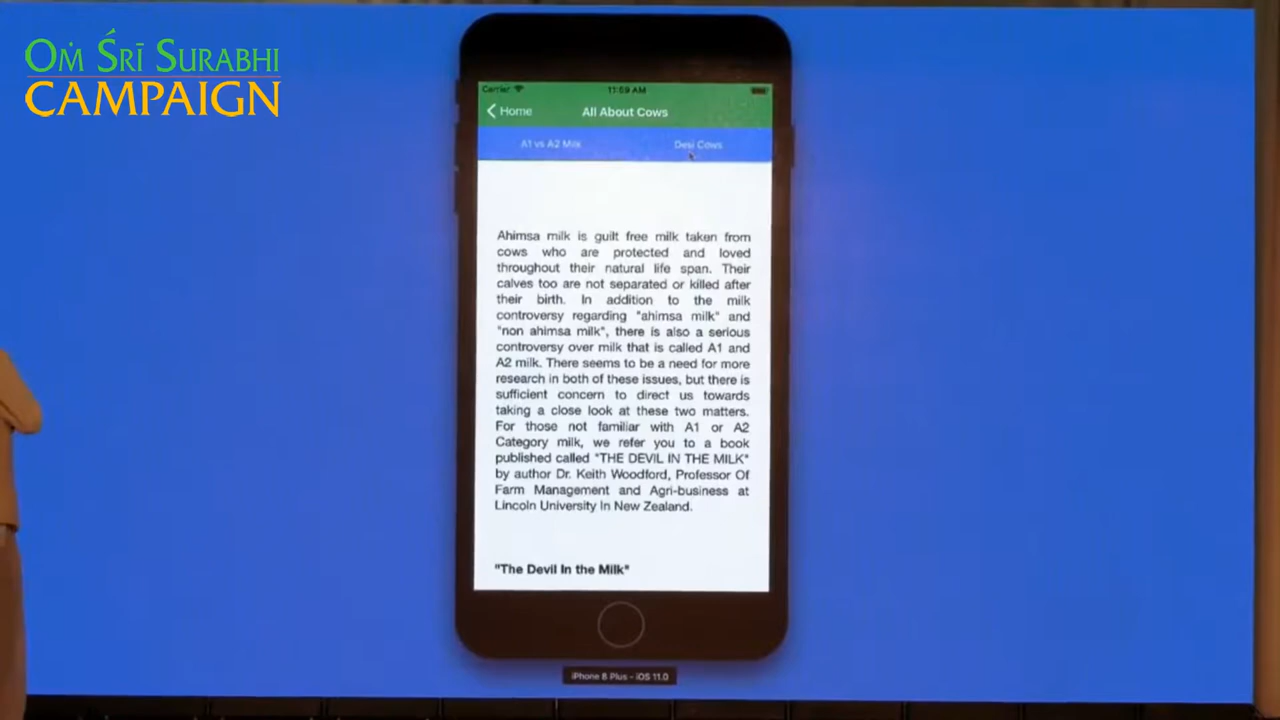 OṀ ŚRĪ SURABHI
CAMPAIGN
Carrier
11:59 AM
Home
All About Cows
A1 vs A2 Milk
Desi Cows
Ahimsa milk is guilt free milk taken from
cows who are protected and loved
throughout their natural life span. Their
calves too are not separated or killed after
their birth. In addition to the milk
controversy regarding "ahimsa milk" and
"non ahimsa milk", there is also a serious
controversy over milk that is called A1 and
A2 milk. There seems to be a need for more
research in both of these issues, but there is
sufficient concern to direct us towards
taking a close look at these two matters.
For those not familiar with A1 or A2
Category milk, we refer you to a book
published called "THE DEVIL IN THE MILK"
by author Dr. Keith Woodford, Professor Of
Farm Management and Agri-business at
Lincoln University In New Zealand.
"The Devil In the Milk"
iPhone 8 Plus - iOS 11.0